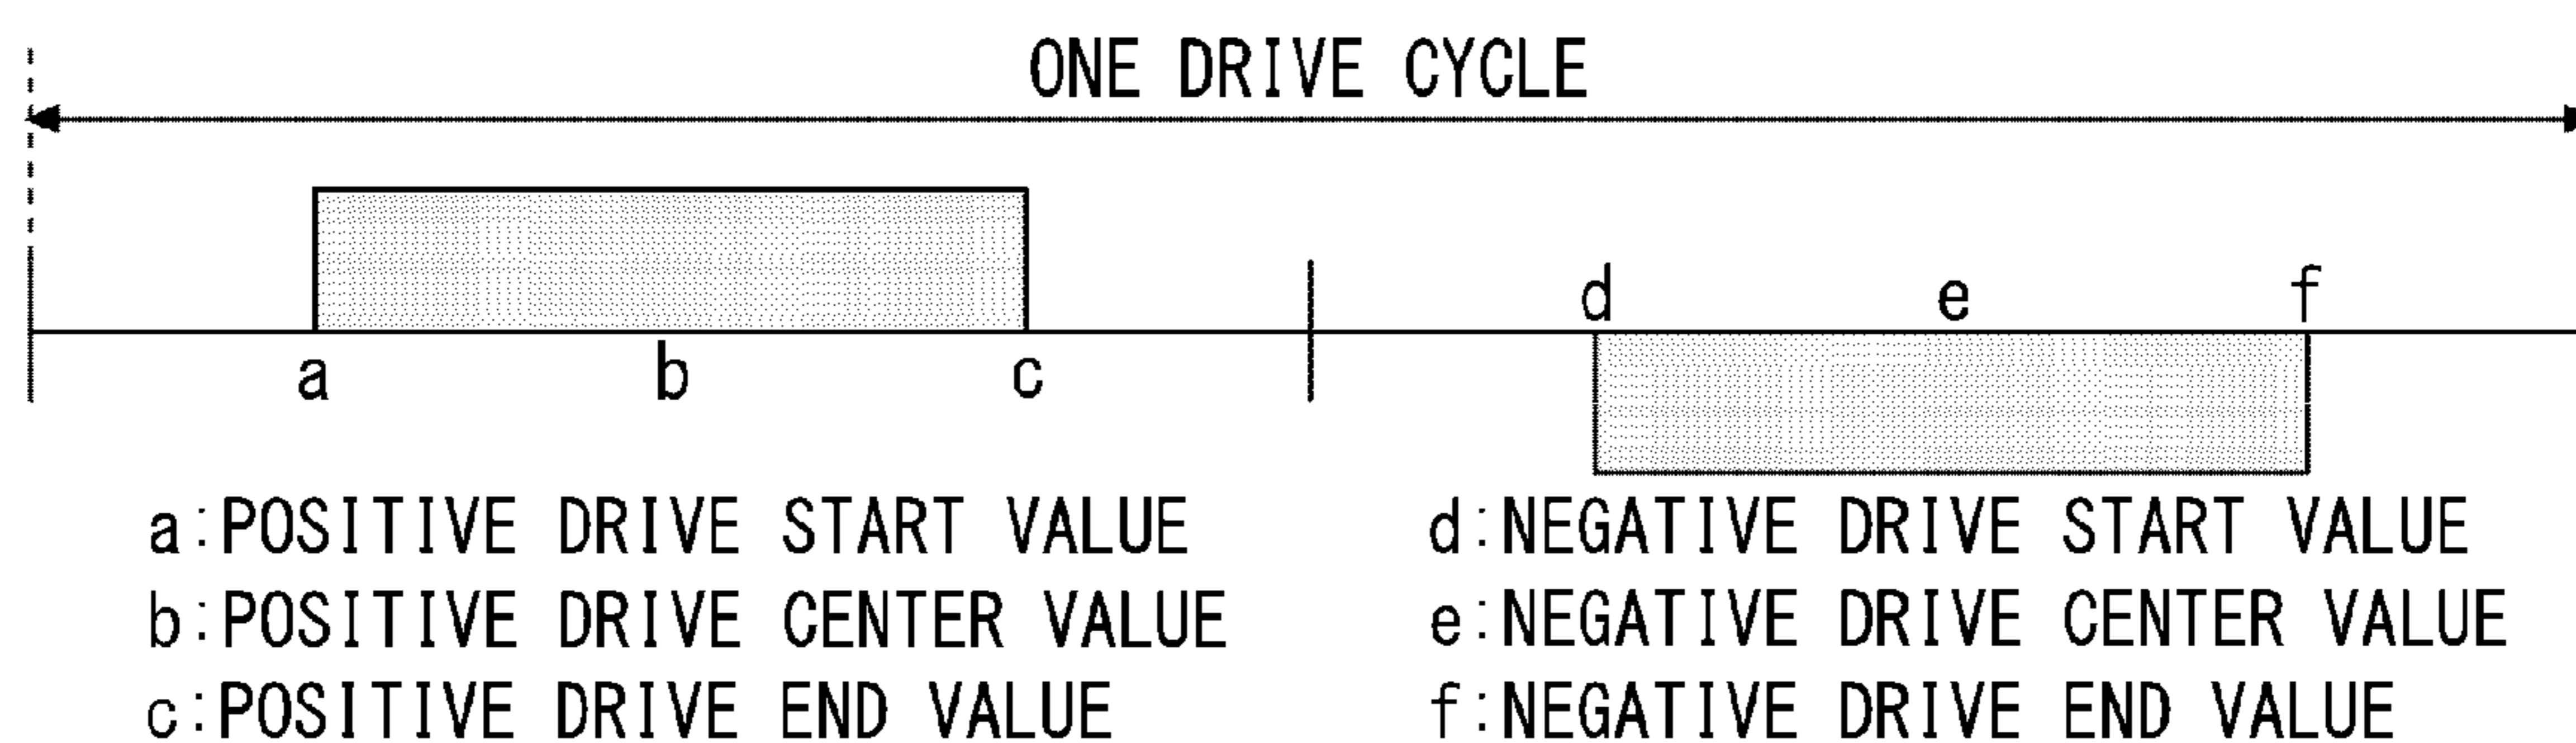 ONE DRIVE CYCLE
d e f
a b c
a:POSITIVE DRIVE START VALUE
b:POSITIVE DRIVE CENTER VALUE
c:POSITIVE DRIVE END VALUE
d:NEGATIVE DRIVE START VALUE
e:NEGATIVE DRIVE CENTER VALUE
f:NEGATIVE DRIVE END VALUE